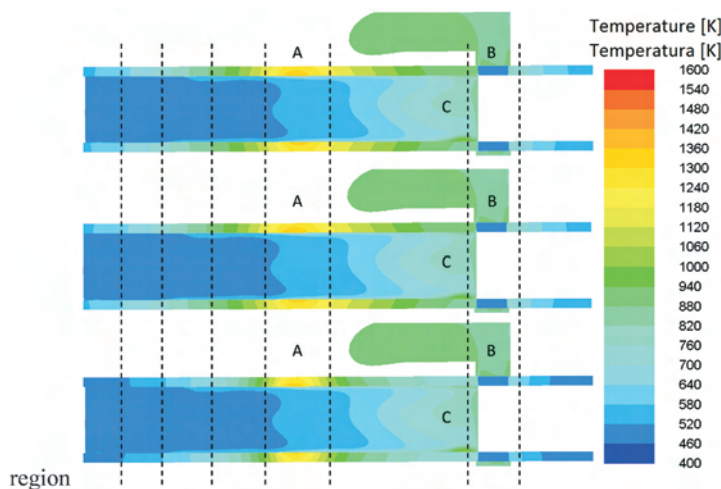 Temperature [K]
Temperatura [K]
A
B
C
A
B
C
A
B
C
1600
1540
1480
1420
1360
1300
1240
1180
1120
1060
1000
940
880
820
760
700
640
580
520
460
400
region